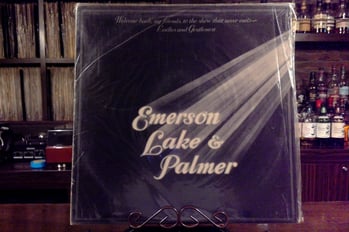 Welcome back, my friends, to the show that never ends~
Ladies and Gentlemen
Emerson
Lake &
Palmer